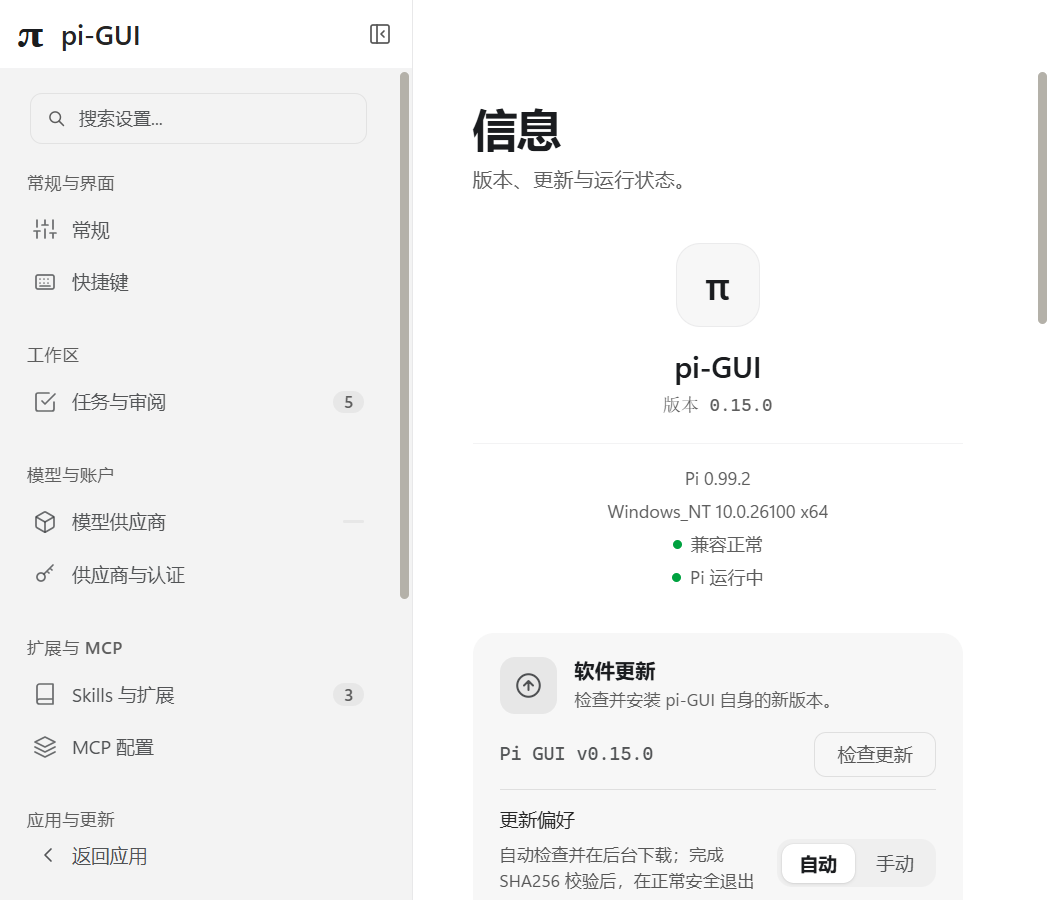 π pi-GUI
搜索设置...
常规与界面
常规
快捷键
工作区
任务与审阅 5
模型与账户
模型供应商
供应商与认证
扩展与 MCP
Skills 与扩展 3
MCP 配置
应用与更新
返回应用
信息
版本、更新与运行状态。
π
pi-GUI
版本 0.15.0
Pi 0.99.2
Windows_NT 10.0.26100 x64
兼容正常
Pi 运行中
软件更新
检查并安装 pi-GUI 自身的新版本。
Pi GUI v0.15.0 检查更新
更新偏好
自动检查并在后台下载；完成
SHA256 校验后，在正常安全退出
自动 手动